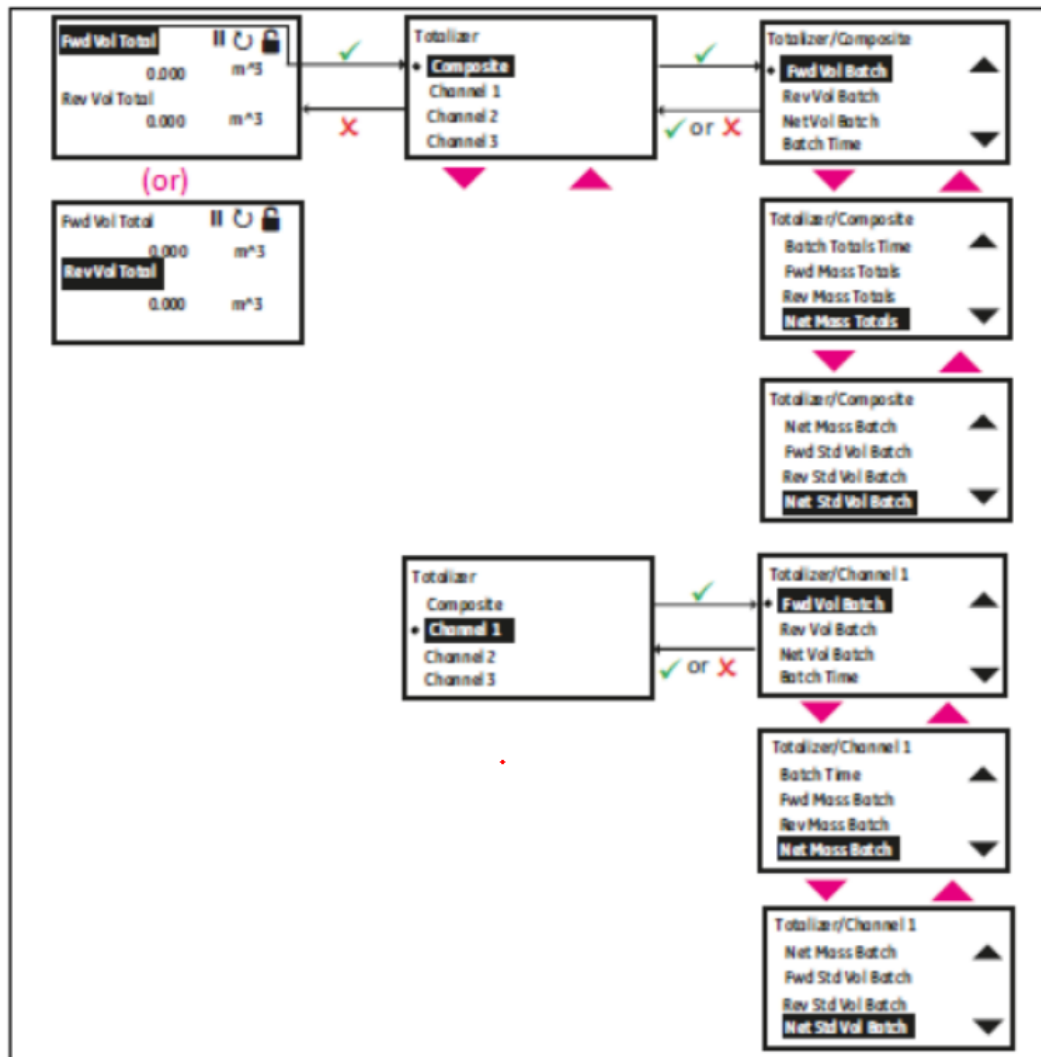 Fwd Vol Total
0.000 m^3
Rev Vol Total
0.000 m^3
(or)
Fwd Vol Total
0.000 m^3
Rev Vol Total
0.000 m^3
Totalizer
Composite
Channel 1
Channel 2
Channel 3
or
Totalizer/Composite
Fwd Vol Batch
Rev Vol Batch
Net Vol Batch
Batch Time
Totalizer/Composite
Batch Totals Time
Fwd Mass Totals
Rev Mass Totals
Net Mass Totals
Totalizer/Composite
Net Mass Batch
Fwd Std Vol Batch
Rev Std Vol Batch
Net Std Vol Batch
Totalizer
Composite
Channel 1
Channel 2
Channel 3
or
Totalizer/Channel 1
Fwd Vol Batch
Rev Vol Batch
Net Vol Batch
Batch Time
Totalizer/Channel 1
Batch Time
Fwd Mass Batch
Rev Mass Batch
Net Mass Batch
Totalizer/Channel 1
Net Mass Batch
Fwd Std Vol Batch
Rev Std Vol Batch
Net Std Vol Batch